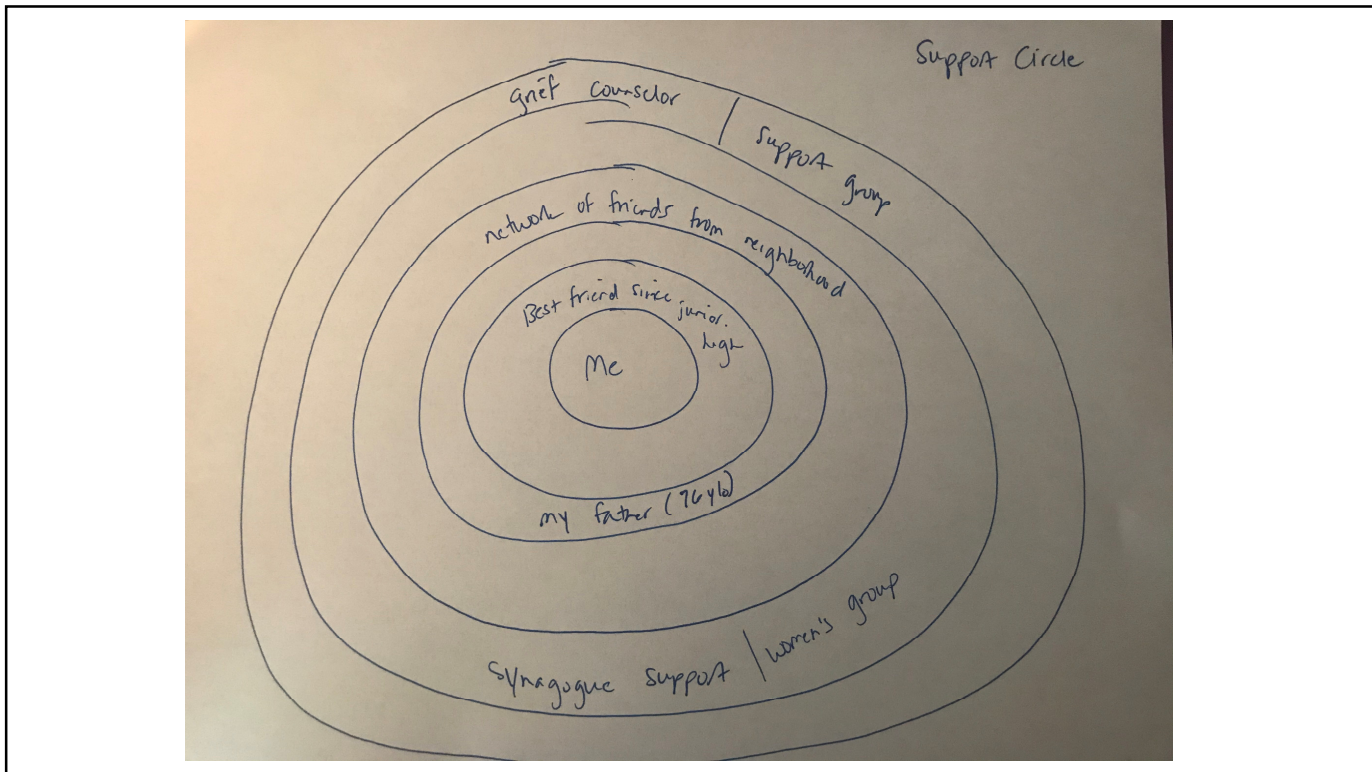 Support Circle
grief counselor | support group
network of friends from neighborhood
Best friend since junior
high
Me
my father (76 y/o)
synagogue support | women's group